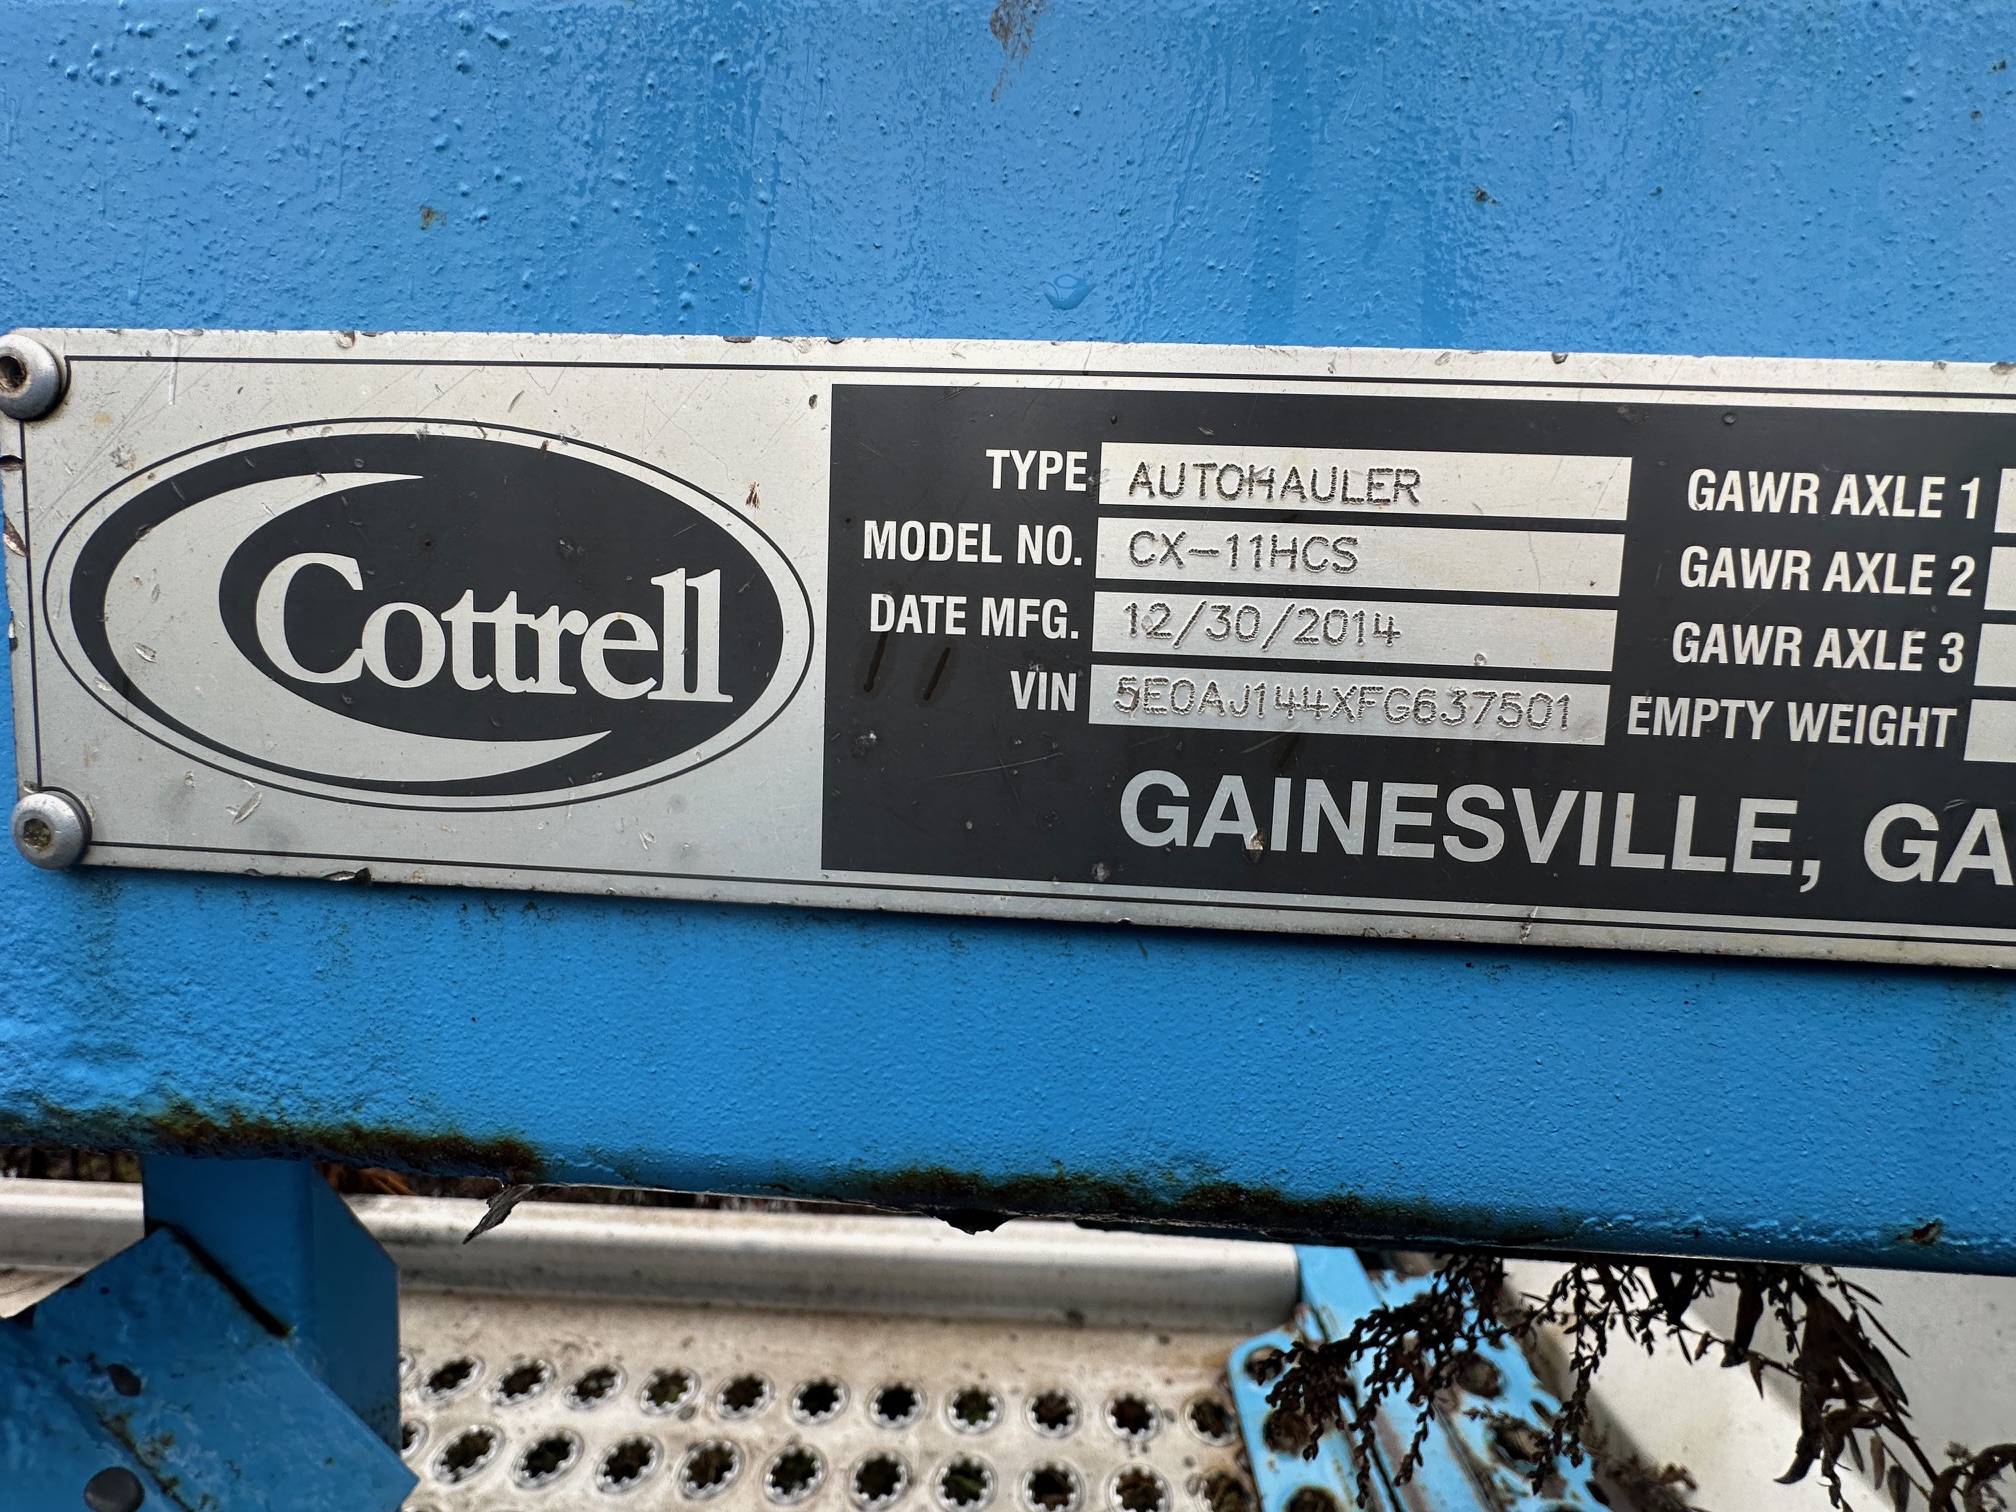 Cottrell
TYPE AUTOHAULER
MODEL NO. CX-11HCS
DATE MFG. 12/30/2014
VIN 5E0AJ144XFG637501
GAWR AXLE 1
GAWR AXLE 2
GAWR AXLE 3
EMPTY WEIGHT
GAINESVILLE, GA